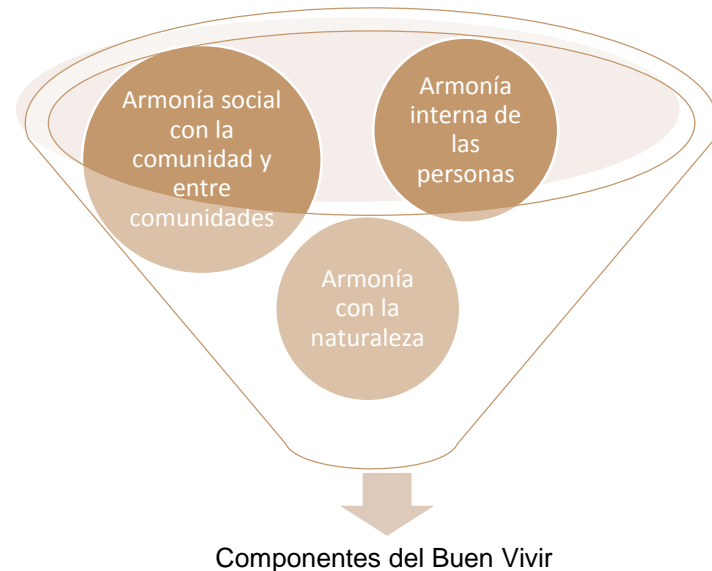 Armonía social
con la
comunidad y
entre
comunidades
Armonía
interna de
las
personas
Armonía
con la
naturaleza
Componentes del Buen Vivir